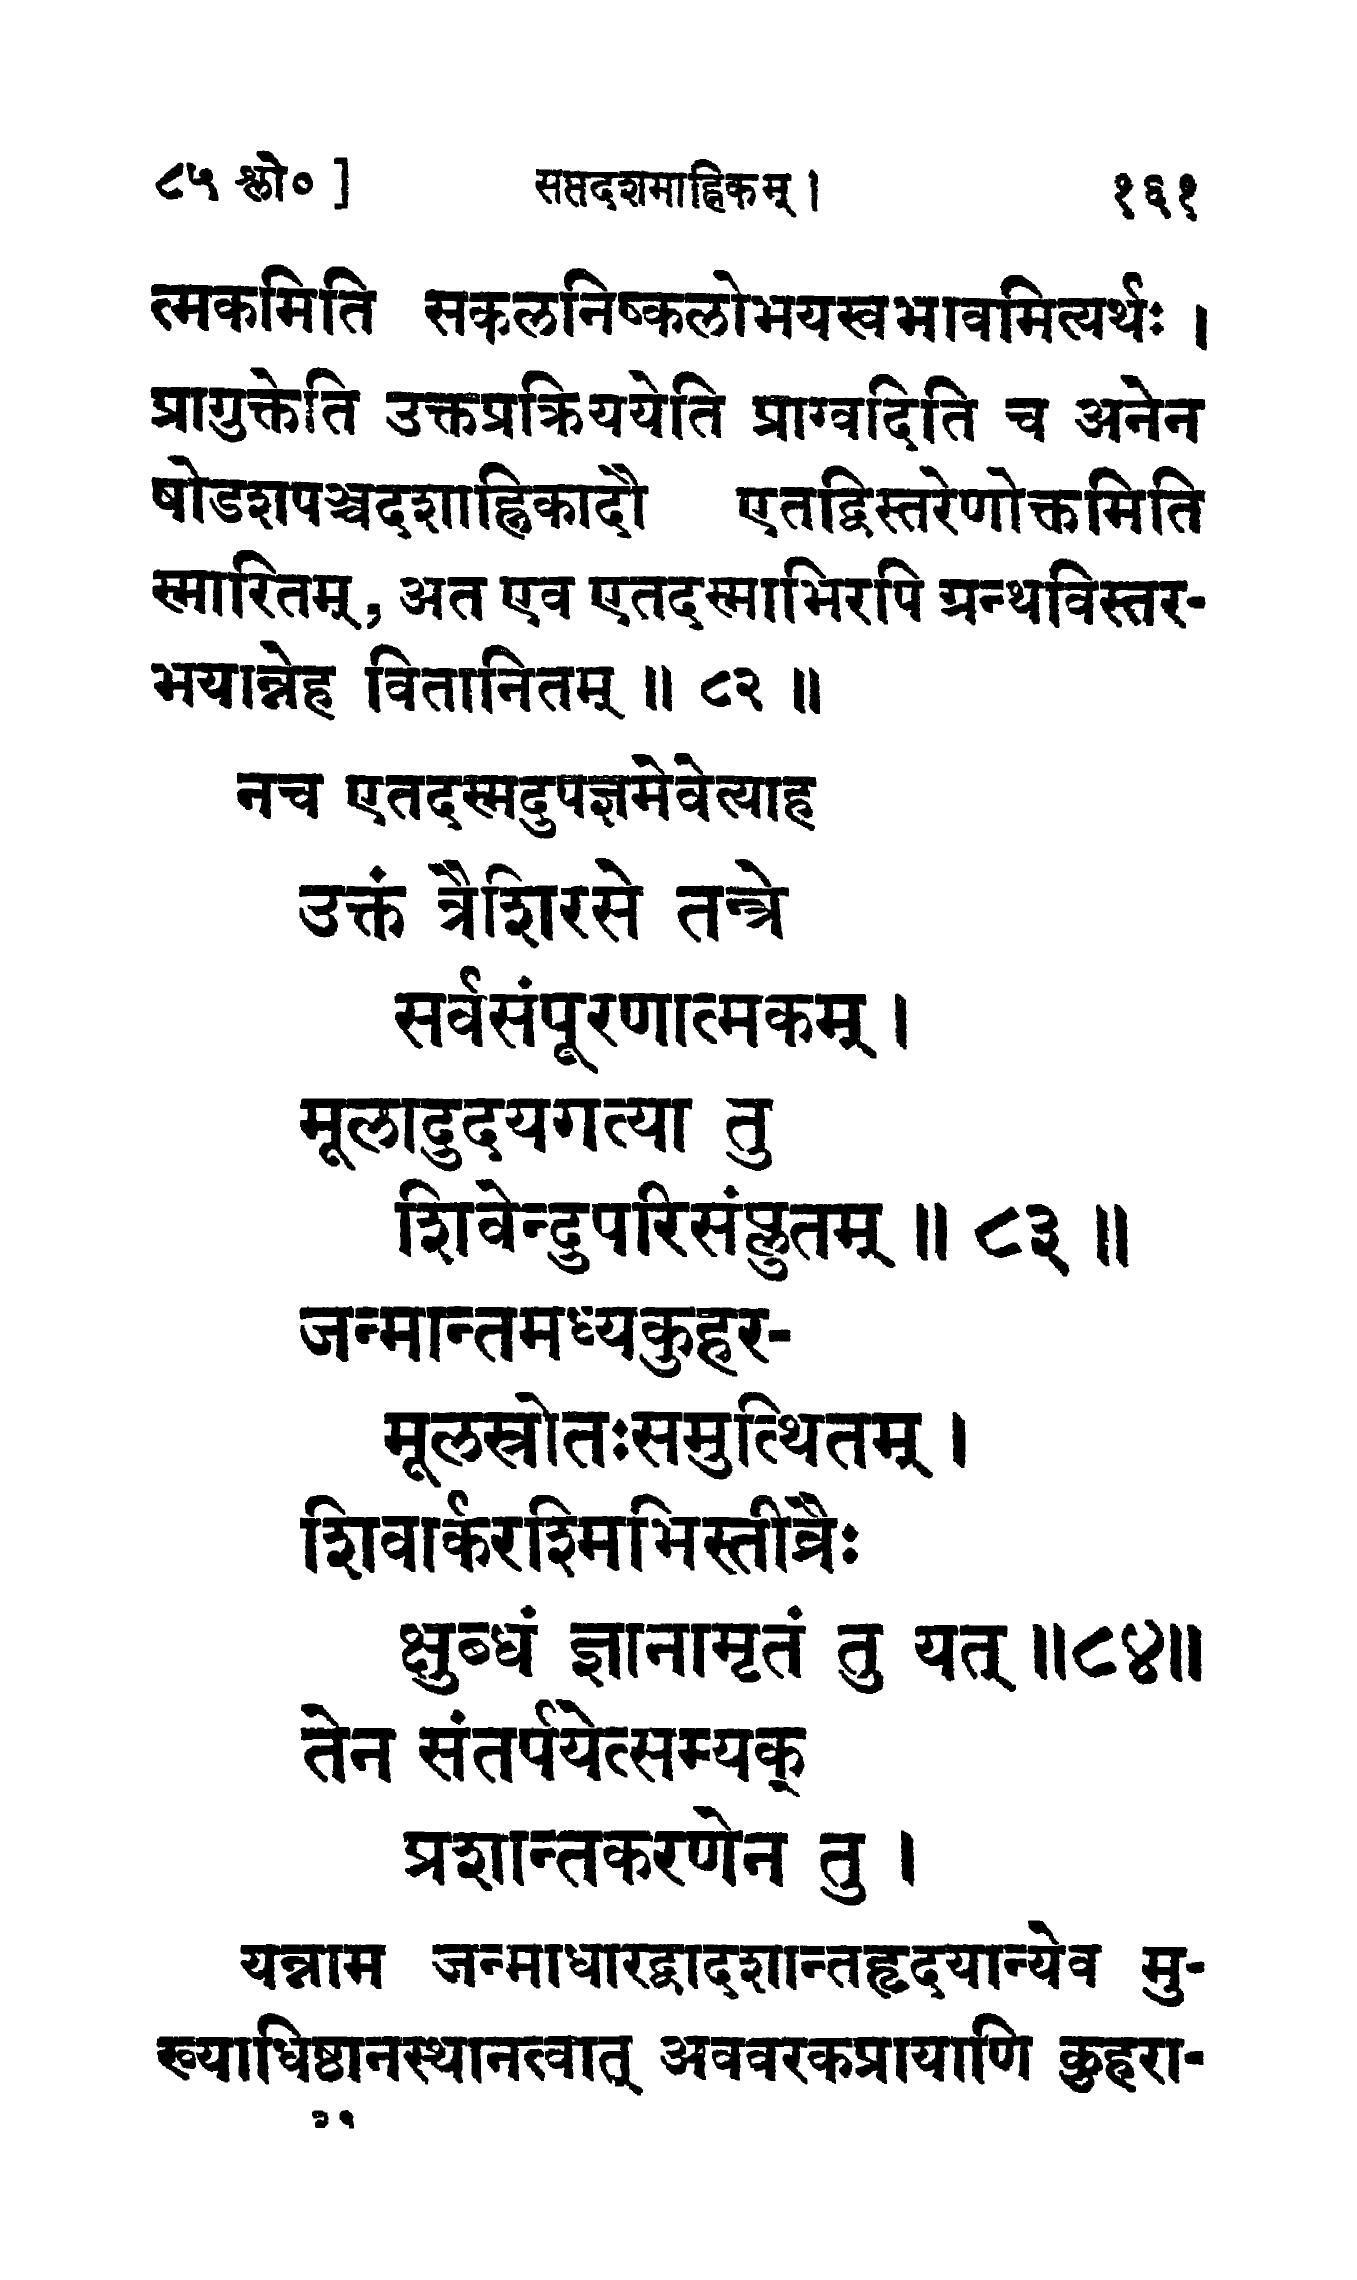 ८५ श्लो० ] सप्तदशमाह्निकम् । १६१
त्मकमिति सकलनिष्कलोभयस्वभावमित्यर्थः ।
प्रागुक्तेति उक्तप्रक्रिययेति प्राग्वदिति च अनेन
षोडशपञ्चदशाह्निकादौ एतद्विस्तरेणोक्तमिति
स्मारितम्, अत एव एतदस्माभिरपि ग्रन्थविस्तर-
भयान्नेह वितानितम् ॥ ८२ ॥
नच एतदस्मदुपज्ञमेवेत्याह
उक्तं त्रैशिरसे तन्त्रे
सर्वसंपूरणात्मकम् ।
मूलादुदयगत्या तु
शिवेन्दुपरिसंप्लुतम् ॥ ८३ ॥
जन्मान्तमध्यकुहर-
मूलस्रोतःसमुत्थितम् ।
शिवार्करश्मिभिस्तीव्रैः
क्षुब्धं ज्ञानामृतं तु यत् ॥८४॥
तेन संतर्पयेत्सम्यक्
प्रशान्तकरणेन तु ।
यन्नाम जन्माधारद्वादशान्तहृदयान्येव मु-
ख्याधिष्ठानस्थानत्वात् अववरकप्रायाणि कुहरा-
२१